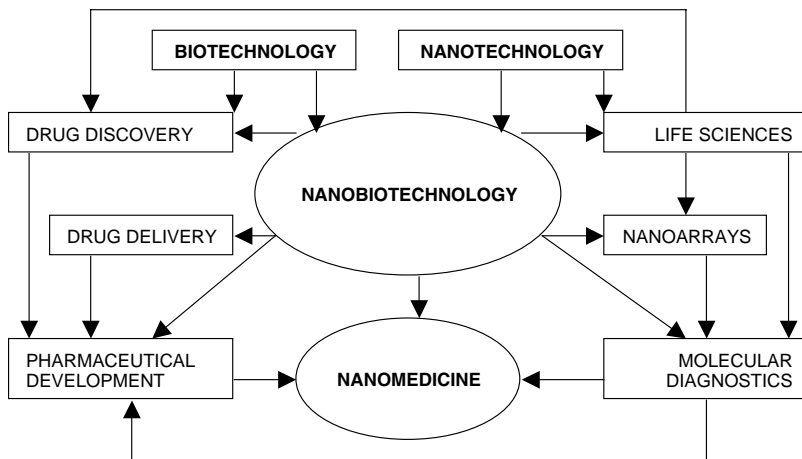 BIOTECHNOLOGY
NANOTECHNOLOGY
DRUG DISCOVERY
LIFE SCIENCES
NANOBIOTECHNOLOGY
DRUG DELIVERY
NANOARRAYS
PHARMACEUTICAL
DEVELOPMENT
NANOMEDICINE
MOLECULAR
DIAGNOSTICS